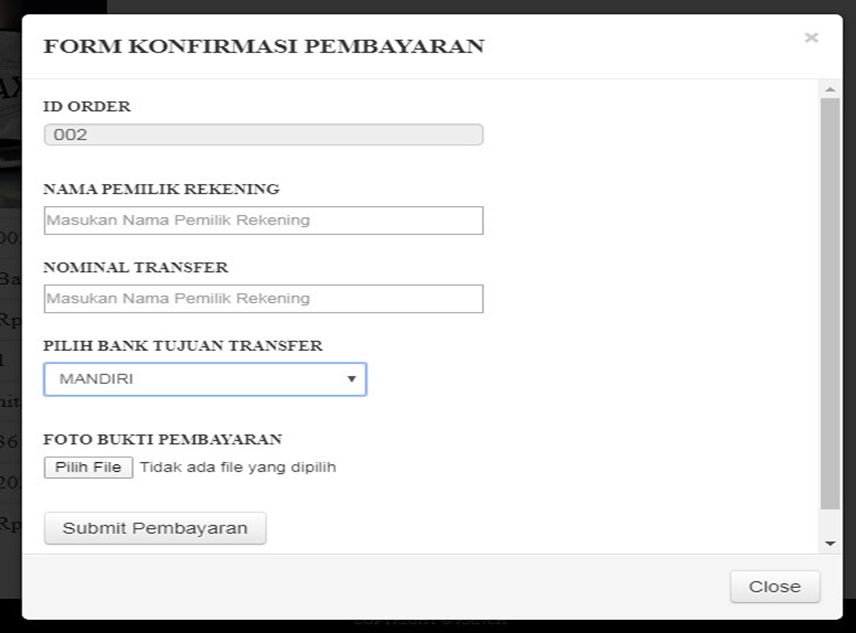 FORM KONFIRMASI PEMBAYARAN
×
ID ORDER
002
NAMA PEMILIK REKENING
Masukan Nama Pemilik Rekening
NOMINAL TRANSFER
Masukan Nama Pemilik Rekening
PILIH BANK TUJUAN TRANSFER
MANDIRI
FOTO BUKTI PEMBAYARAN
Pilih File Tidak ada file yang dipilih
Submit Pembayaran
Close